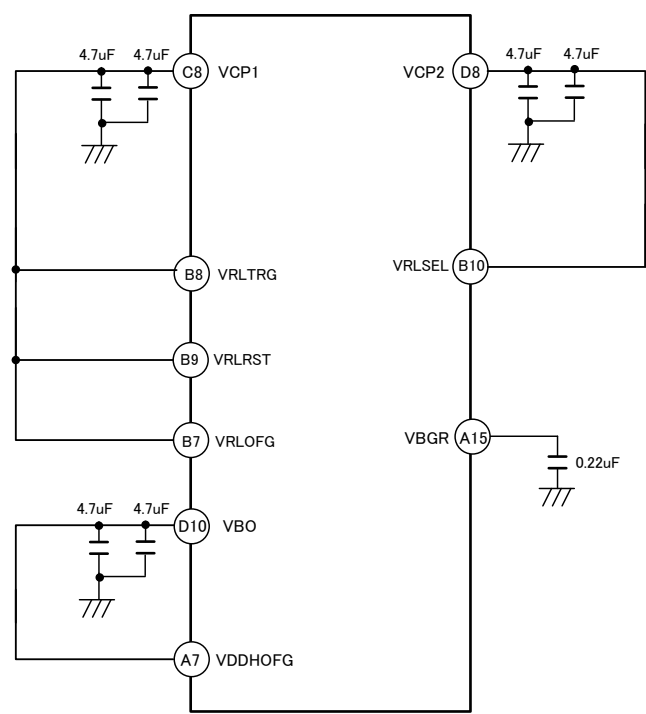 4.7uF 4.7uF
C8 VCP1
4.7uF 4.7uF
VCP2 D8
B8 VRLTRG
VRLSEL B10
B9 VRLRST
B7 VRLOFG
VBGR A15
0.22uF
4.7uF 4.7uF
D10 VBO
A7 VDDHOFG